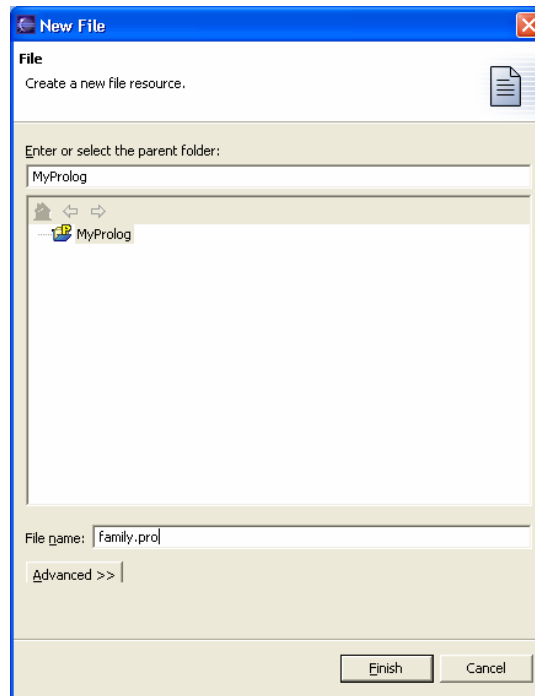 New File
File
Create a new file resource.
Enter or select the parent folder:
MyProlog
MyProlog
File name: family.pro
Advanced >>
Finish Cancel